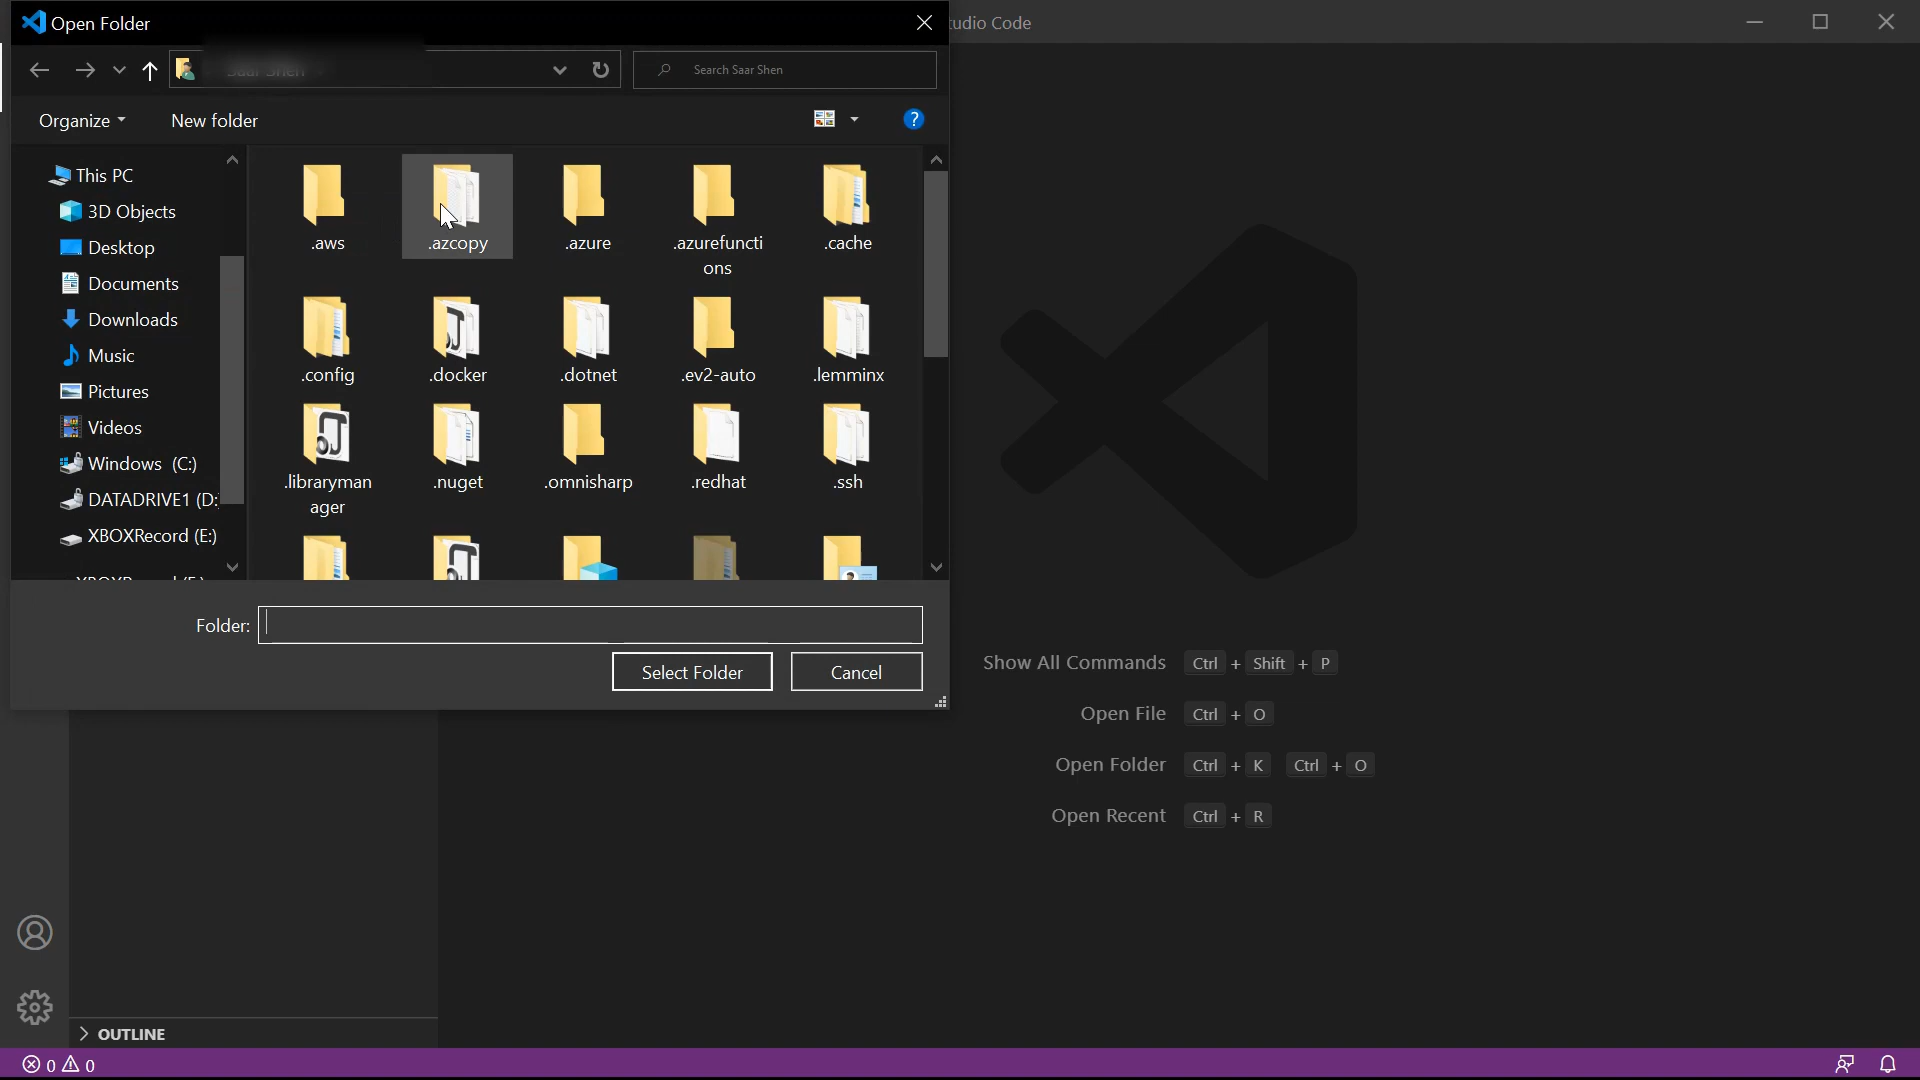 Open Folder
udio Code
Saar Shen
Search Saar Shen
Organize
New folder
?
This PC
3D Objects
Desktop
Documents
Downloads
Music
Pictures
Videos
Windows (C:)
DATADRIVE1 (D:
XBOXRecord (E:)
.aws
.azcopy
.azure
.azurefuncti
ons
.cache
.config
.docker
.dotnet
.ev2-auto
.lemminx
.libraryman
ager
.nuget
.omnisharp
.redhat
.ssh
Folder:
Select Folder
Cancel
Show All Commands Ctrl + Shift + P
Open File Ctrl + O
Open Folder Ctrl + K Ctrl + O
Open Recent Ctrl + R
OUTLINE
0 0